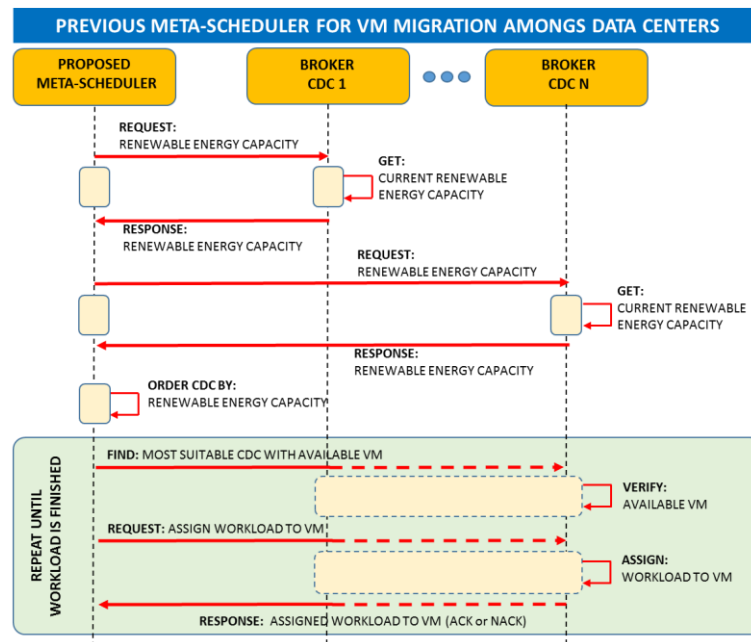 PREVIOUS META-SCHEDULER FOR VM MIGRATION AMONGS DATA CENTERS
PROPOSED
META-SCHEDULER
BROKER
CDC 1
BROKER
CDC N
REQUEST:
RENEWABLE ENERGY CAPACITY
GET:
CURRENT RENEWABLE
ENERGY CAPACITY
RESPONSE:
RENEWABLE ENERGY CAPACITY
REQUEST:
RENEWABLE ENERGY CAPACITY
GET:
CURRENT RENEWABLE
ENERGY CAPACITY
RESPONSE:
RENEWABLE ENERGY CAPACITY
ORDER CDC BY:
RENEWABLE ENERGY CAPACITY
REPEAT UNTIL
WORKLOAD IS FINISHED
FIND: MOST SUITABLE CDC WITH AVAILABLE VM
VERIFY:
AVAILABLE VM
REQUEST: ASSIGN WORKLOAD TO VM
ASSIGN:
WORKLOAD TO VM
RESPONSE: ASSIGNED WORKLOAD TO VM (ACK or NACK)